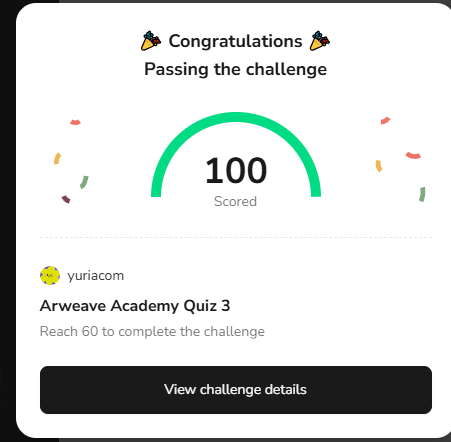 🎉 Congratulations 🎉
Passing the challenge
100
Scored
yuriacom
Arweave Academy Quiz 3
Reach 60 to complete the challenge
View challenge details